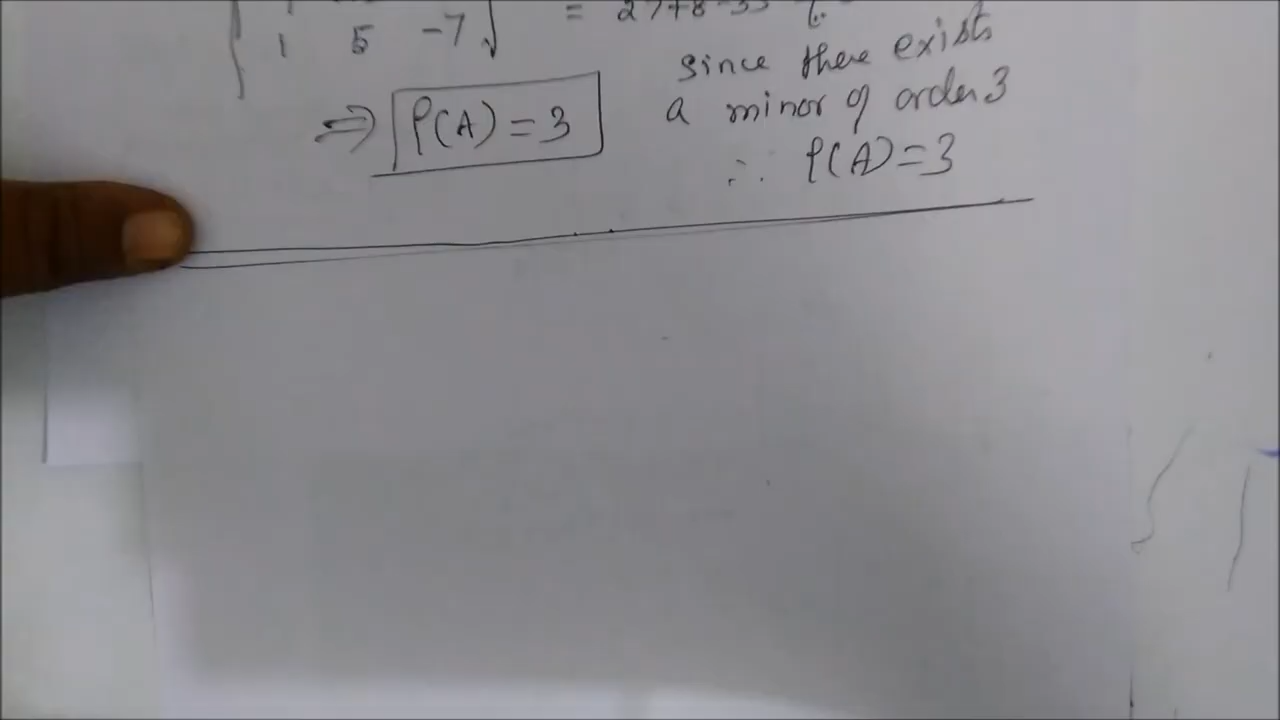 1 5 -7
since there exists
a minor of order 3
⇒ ρ(A) = 3
∴ ρ(A) = 3